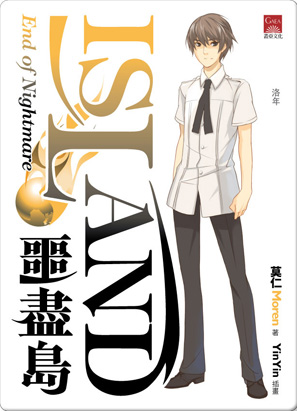 GAEA
蓋亞文化
洛年
ISLAND
End of Nightmare
噩盡島
莫仁 Moren 著
YinYin 插畫